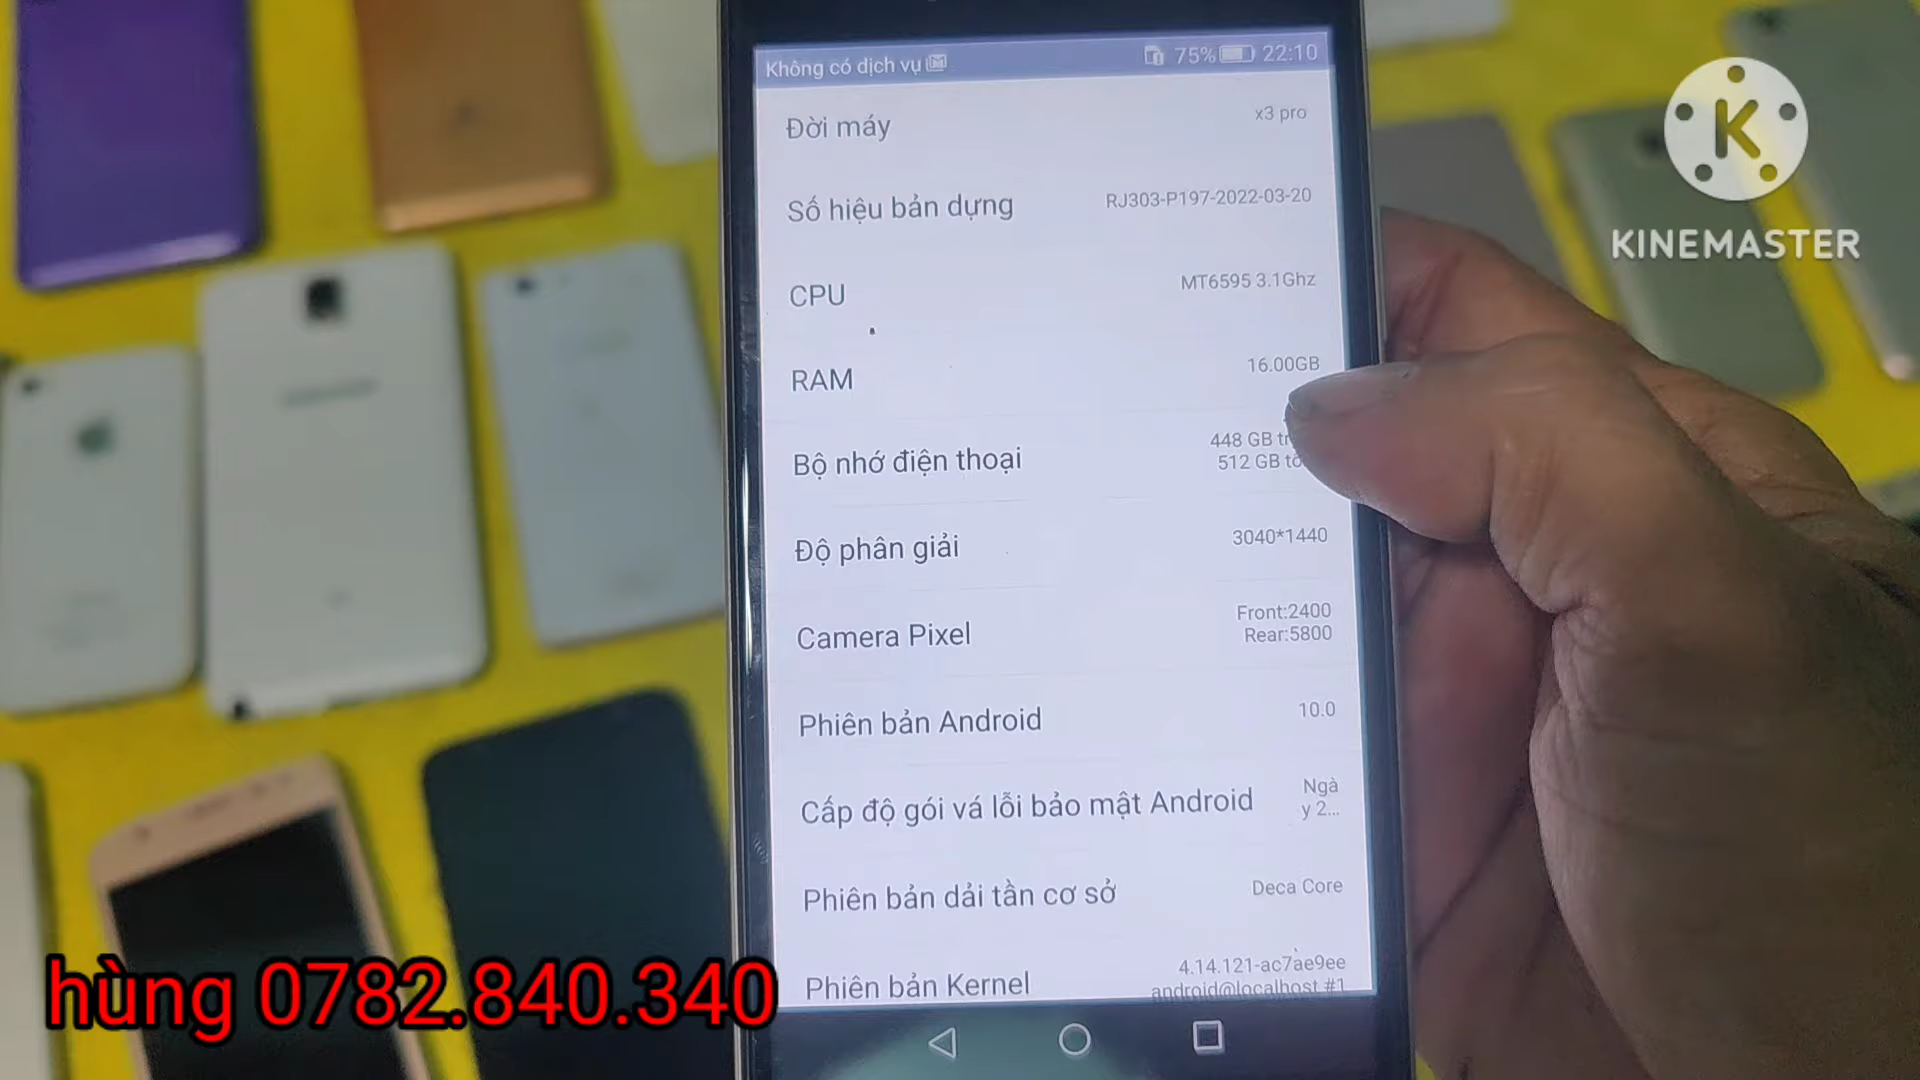 Không có dịch vụ
75% 22:10
Đời máy x3 pro
Số hiệu bản dựng RJ303-P197-2022-03-20
CPU MT6595 3.1Ghz
RAM 16.00GB
Bộ nhớ điện thoại 448 GB
512 GB
Độ phân giải 3040*1440
Camera Pixel Front:2400
Rear:5800
Phiên bản Android 10.0
Cấp độ gói vá lỗi bảo mật Android Ngà
y 2...
Phiên bản dải tần cơ sở Deca Core
Phiên bản Kernel 4.14.121-ac7ae9ee
android@localhost #1
K
KINEMASTER
hùng 0782.840.340